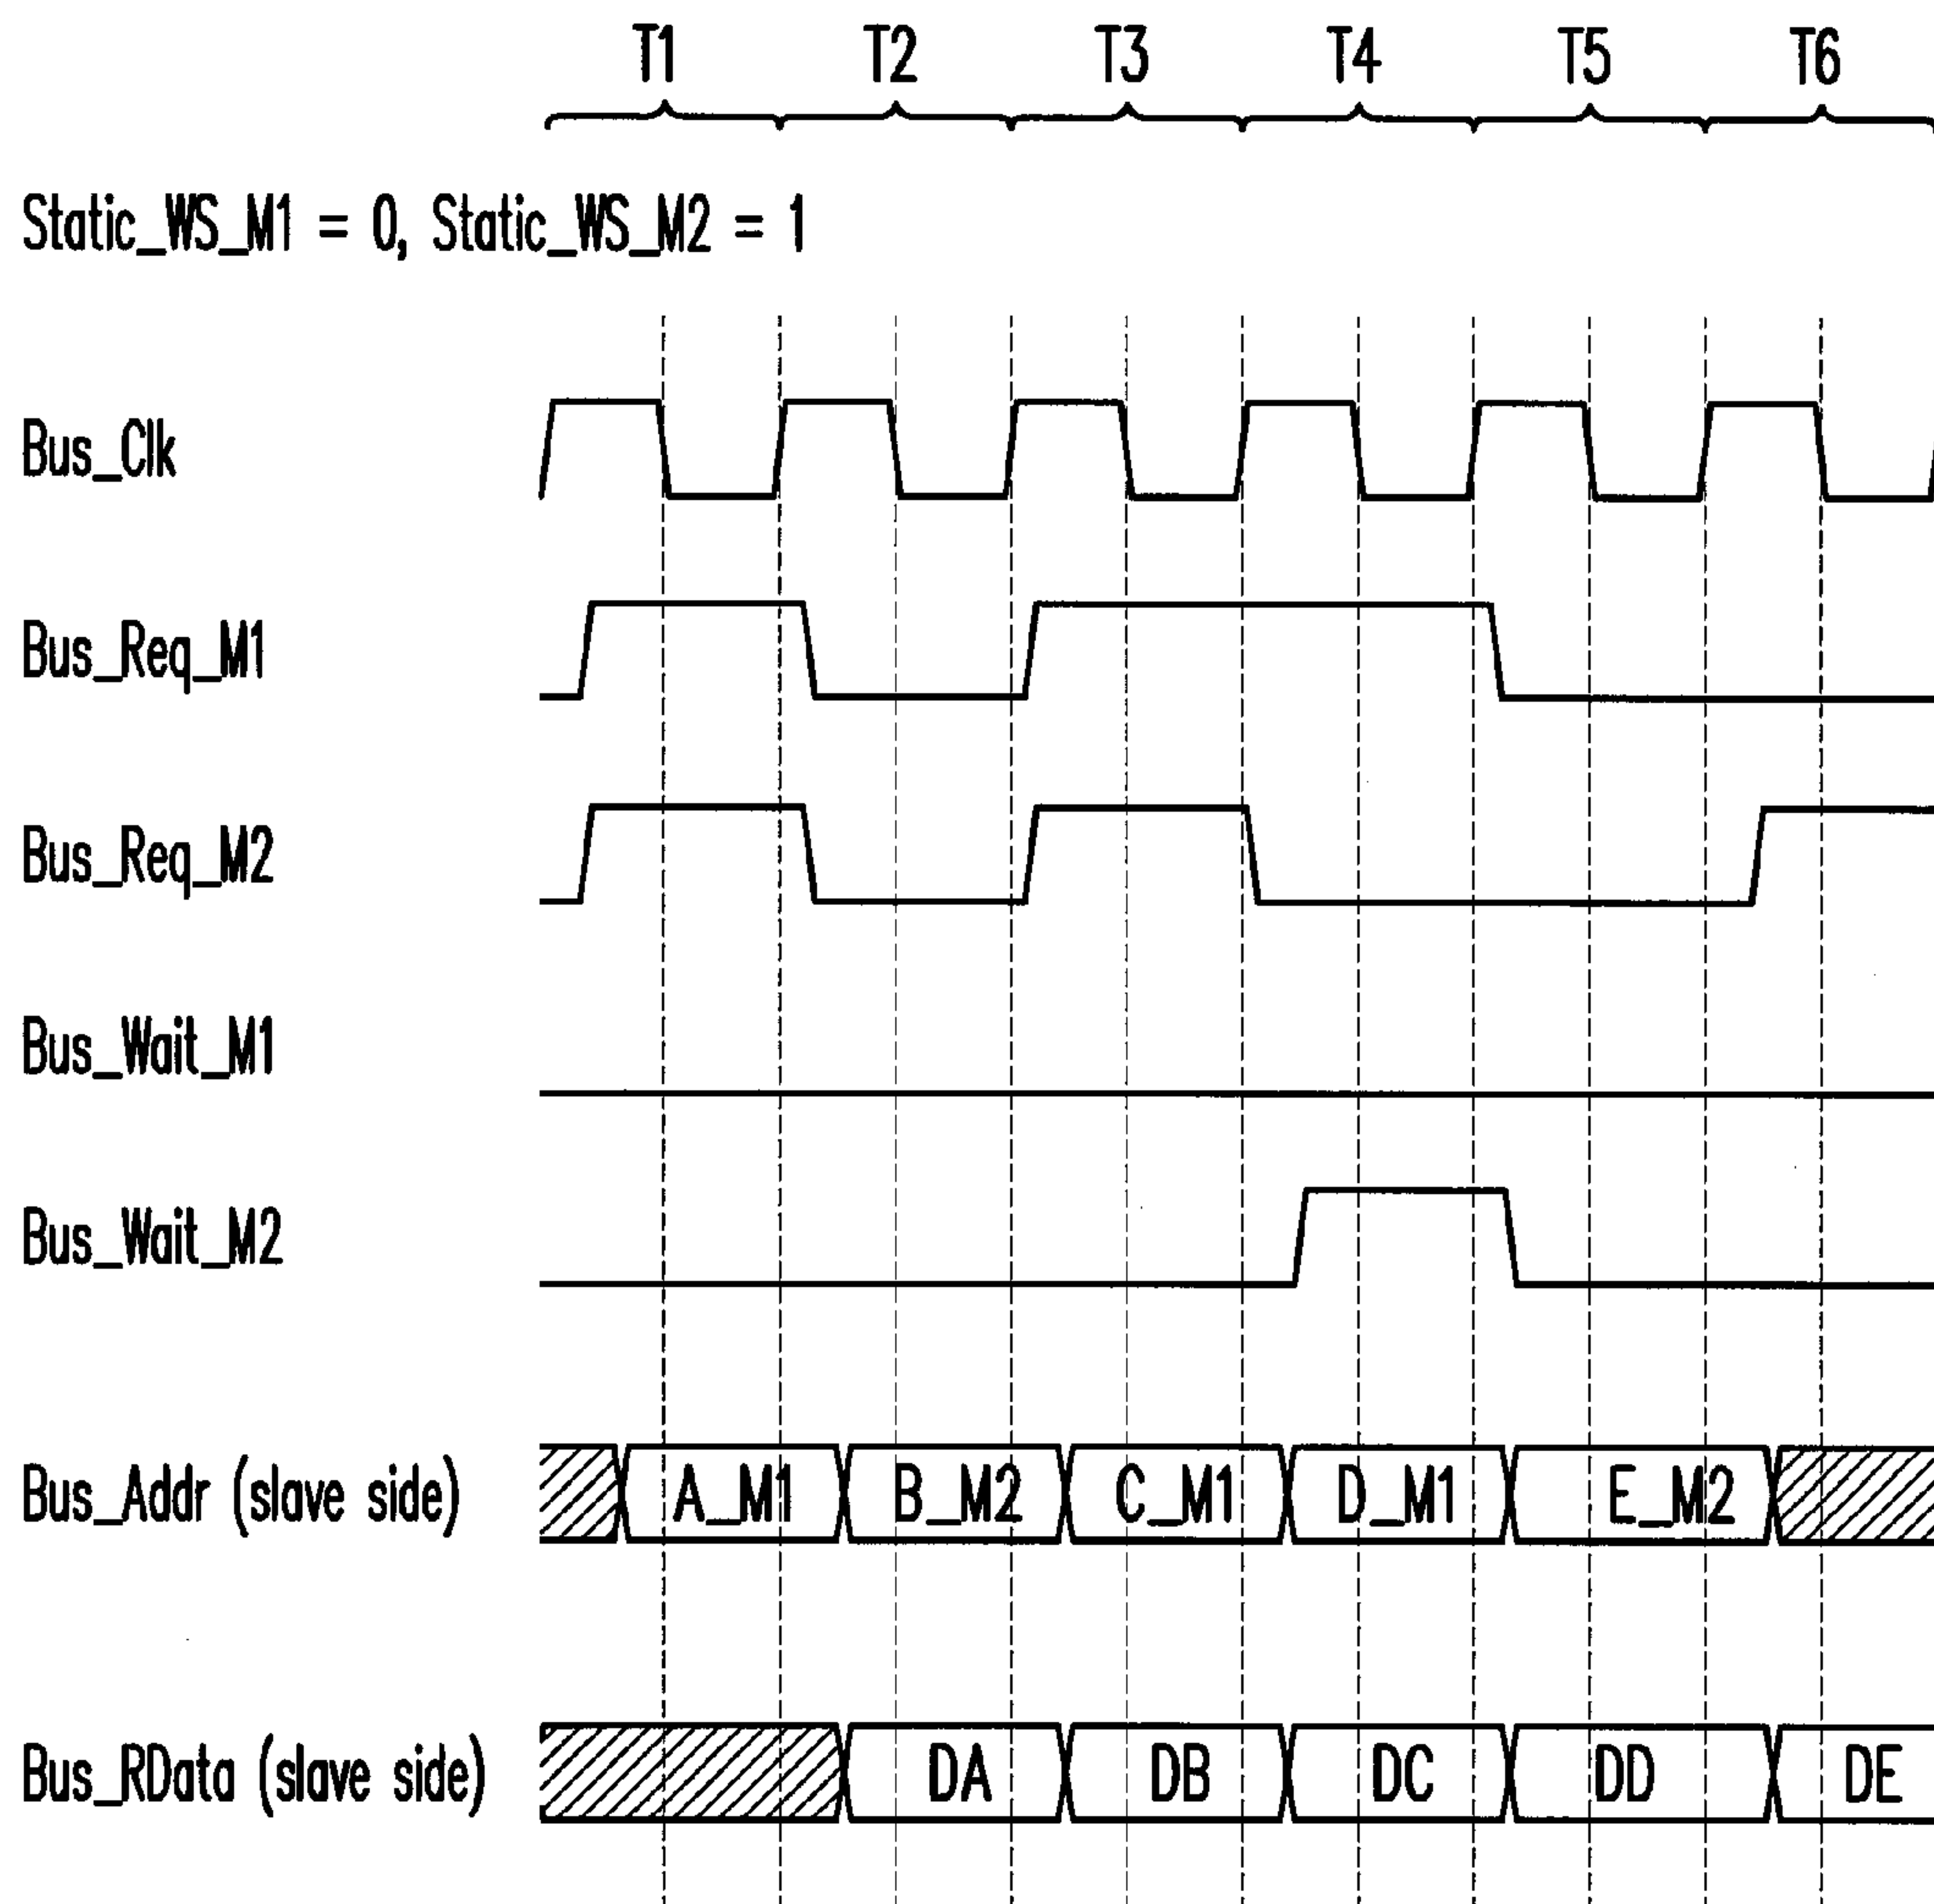 T1 T2 T3 T4 T5 T6
Static_WS_M1 = 0, Static_WS_M2 = 1
Bus_Clk
Bus_Req_M1
Bus_Req_M2
Bus_Wait_M1
Bus_Wait_M2
Bus_Addr (slave side) A_M1 B_M2 C_M1 D_M1 E_M2
Bus_RData (slave side) DA DB DC DD DE